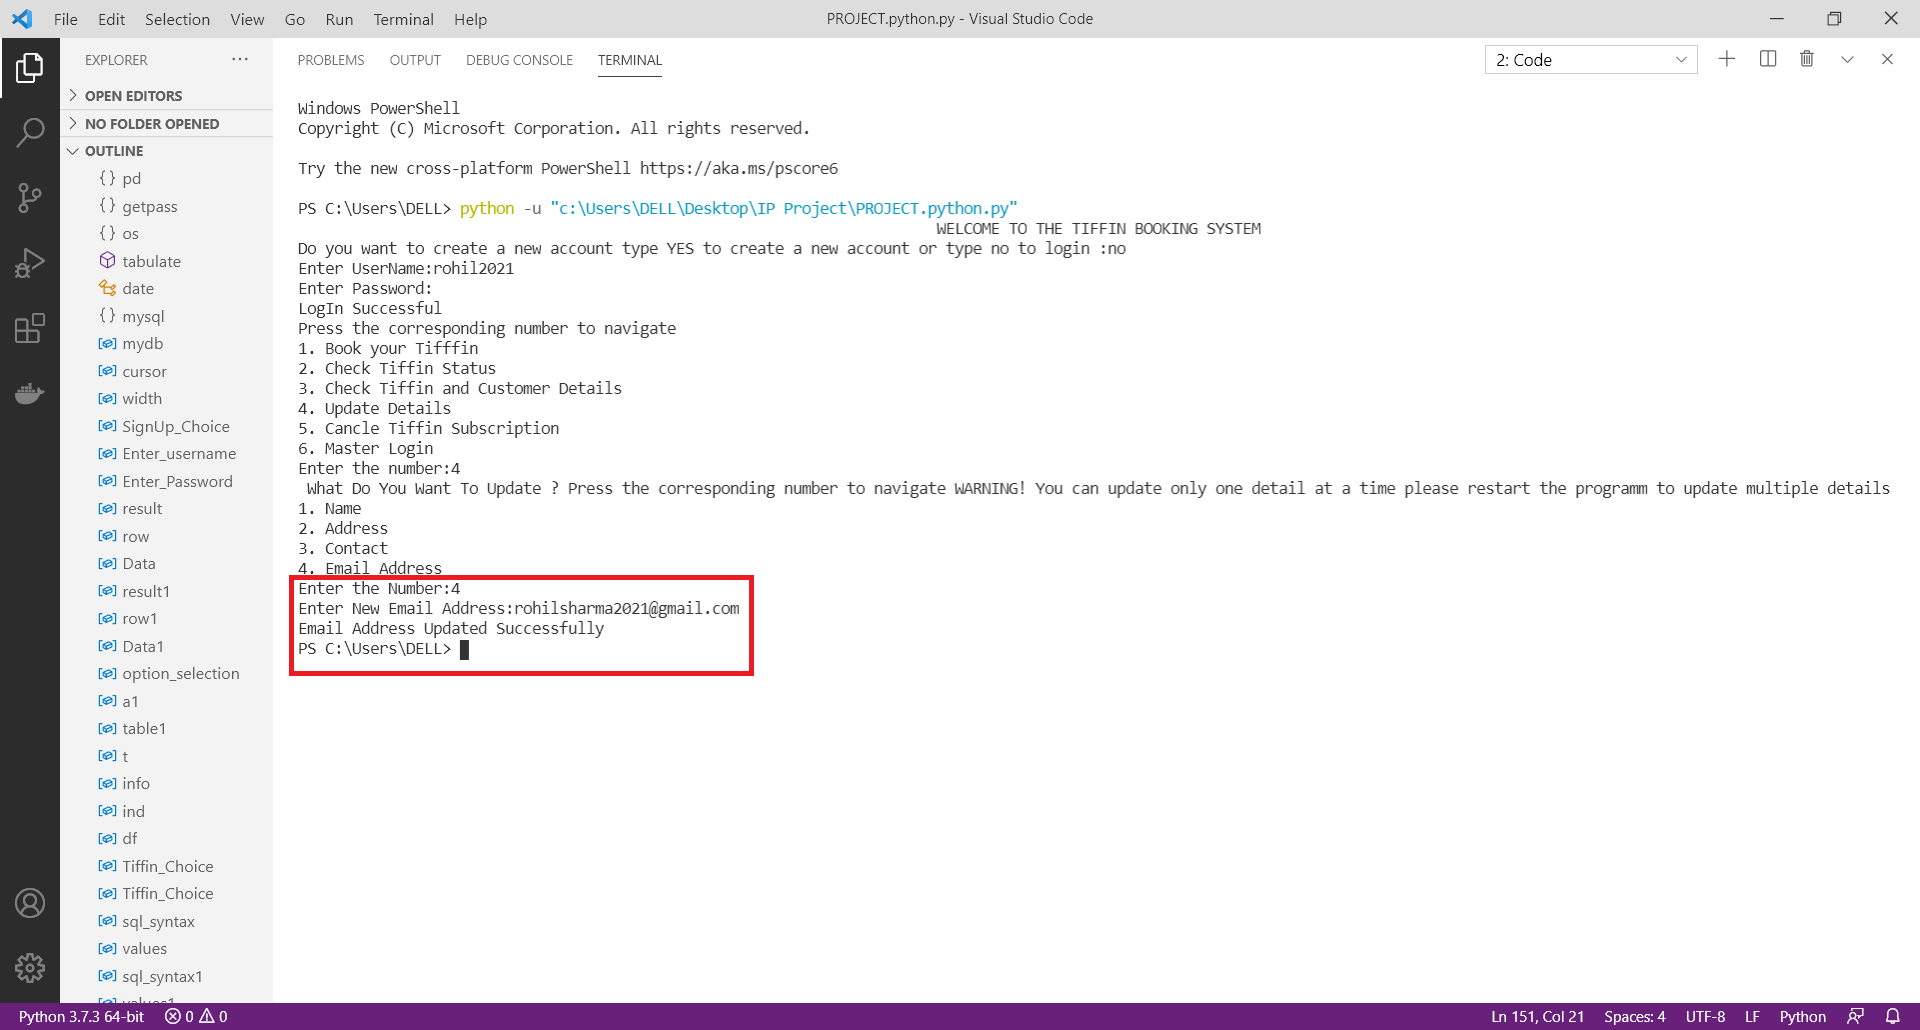 File Edit Selection View Go Run Terminal Help
PROJECT.python.py - Visual Studio Code
EXPLORER
OPEN EDITORS
NO FOLDER OPENED
OUTLINE
pd
getpass
os
tabulate
date
mysql
mydb
cursor
width
SignUp_Choice
Enter_username
Enter_Password
result
row
Data
result1
row1
Data1
option_selection
a1
table1
t
info
ind
df
Tiffin_Choice
Tiffin_Choice
sql_syntax
values
sql_syntax1
values1
PROBLEMS OUTPUT DEBUG CONSOLE TERMINAL
2: Code
Windows PowerShell
Copyright (C) Microsoft Corporation. All rights reserved.
Try the new cross-platform PowerShell https://aka.ms/pscore6
PS C:\Users\DELL> python -u "c:\Users\DELL\Desktop\IP Project\PROJECT.python.py"
WELCOME TO THE TIFFIN BOOKING SYSTEM
Do you want to create a new account type YES to create a new account or type no to login :no
Enter UserName:rohil2021
Enter Password:
LogIn Successful
Press the corresponding number to navigate
1. Book your Tifffin
2. Check Tiffin Status
3. Check Tiffin and Customer Details
4. Update Details
5. Cancle Tiffin Subscription
6. Master Login
Enter the number:4
What Do You Want To Update ? Press the corresponding number to navigate WARNING! You can update only one detail at a time please restart the programm to update multiple details
1. Name
2. Address
3. Contact
4. Email Address
Enter the Number:4
Enter New Email Address:rohilsharma2021@gmail.com
Email Address Updated Successfully
PS C:\Users\DELL>
Python 3.7.3 64-bit 0 0
Ln 151, Col 21 Spaces: 4 UTF-8 LF Python